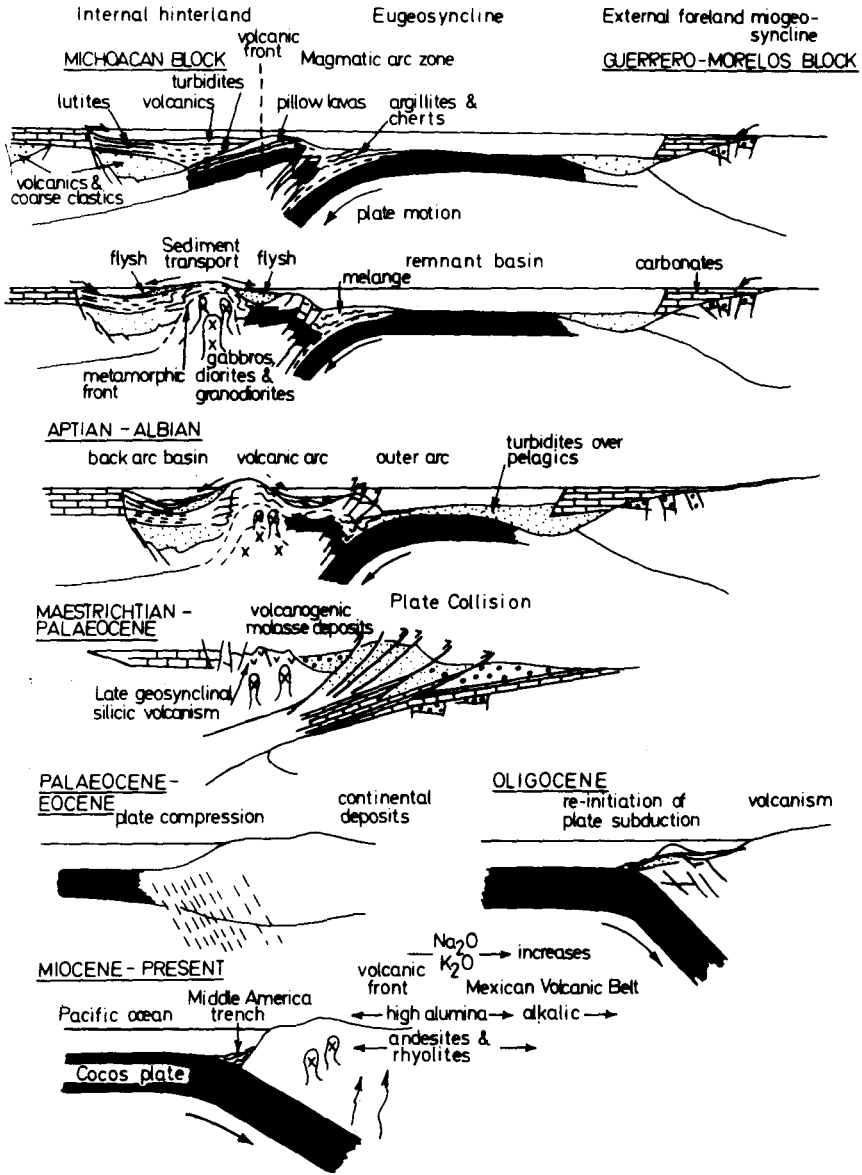 Internal hinterland
Eugeosyncline
External foreland miogeo-
syncline
volcanic
front
MICHOACAN BLOCK
Magmatic arc zone
GUERRERO-MORELOS BLOCK
turbidites
lutites
volcanics
pillow lavas
argillites &
cherts
volcanics &
coarse clastics
plate motion
Sediment
transport
flysh
flysh
melange
remnant basin
carbonates
metamorphic
front
gabbros,
diorites &
granodiorites
APTIAN - ALBIAN
back arc basin
volcanic arc
outer arc
turbidites over
pelagics
MAESTRICHTIAN -
PALAEOCENE
volcanogenic
molasse deposits
Plate Collision
Late geosynclinal
silicic volcanism
PALAEOCENE-
EOCENE
plate compression
continental
deposits
OLIGOCENE
re-initiation of
plate subduction
volcanism
MIOCENE - PRESENT
Na2O
K2O
increases
volcanic
front
Mexican Volcanic Belt
Pacific ocean
Middle America
trench
high alumina
alkalic
andesites &
rhyolites
Cocos plate